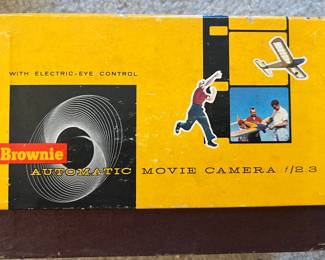 WITH ELECTRIC-EYE CONTROL
Brownie
AUTOMATIC MOVIE CAMERA f/2.3